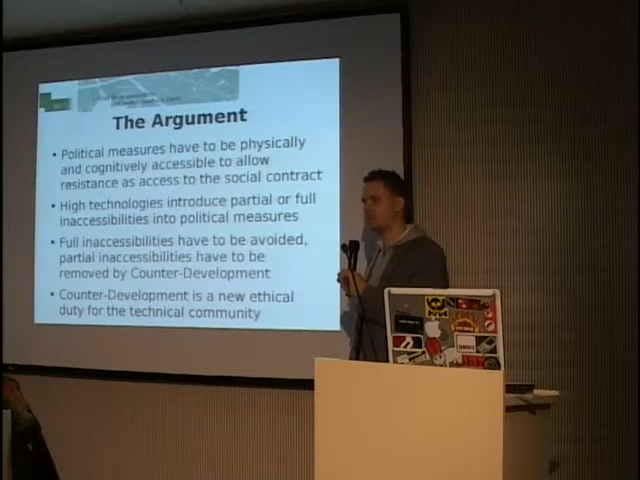 The Argument
• Political measures have to be physically
and cognitively accessible to allow
resistance as access to the social contract
• High technologies introduce partial or full
inaccessibilities into political measures
• Full inaccessibilities have to be avoided,
partial inaccessibilities have to be
removed by Counter-Development
• Counter-Development is a new ethical
duty for the technical community